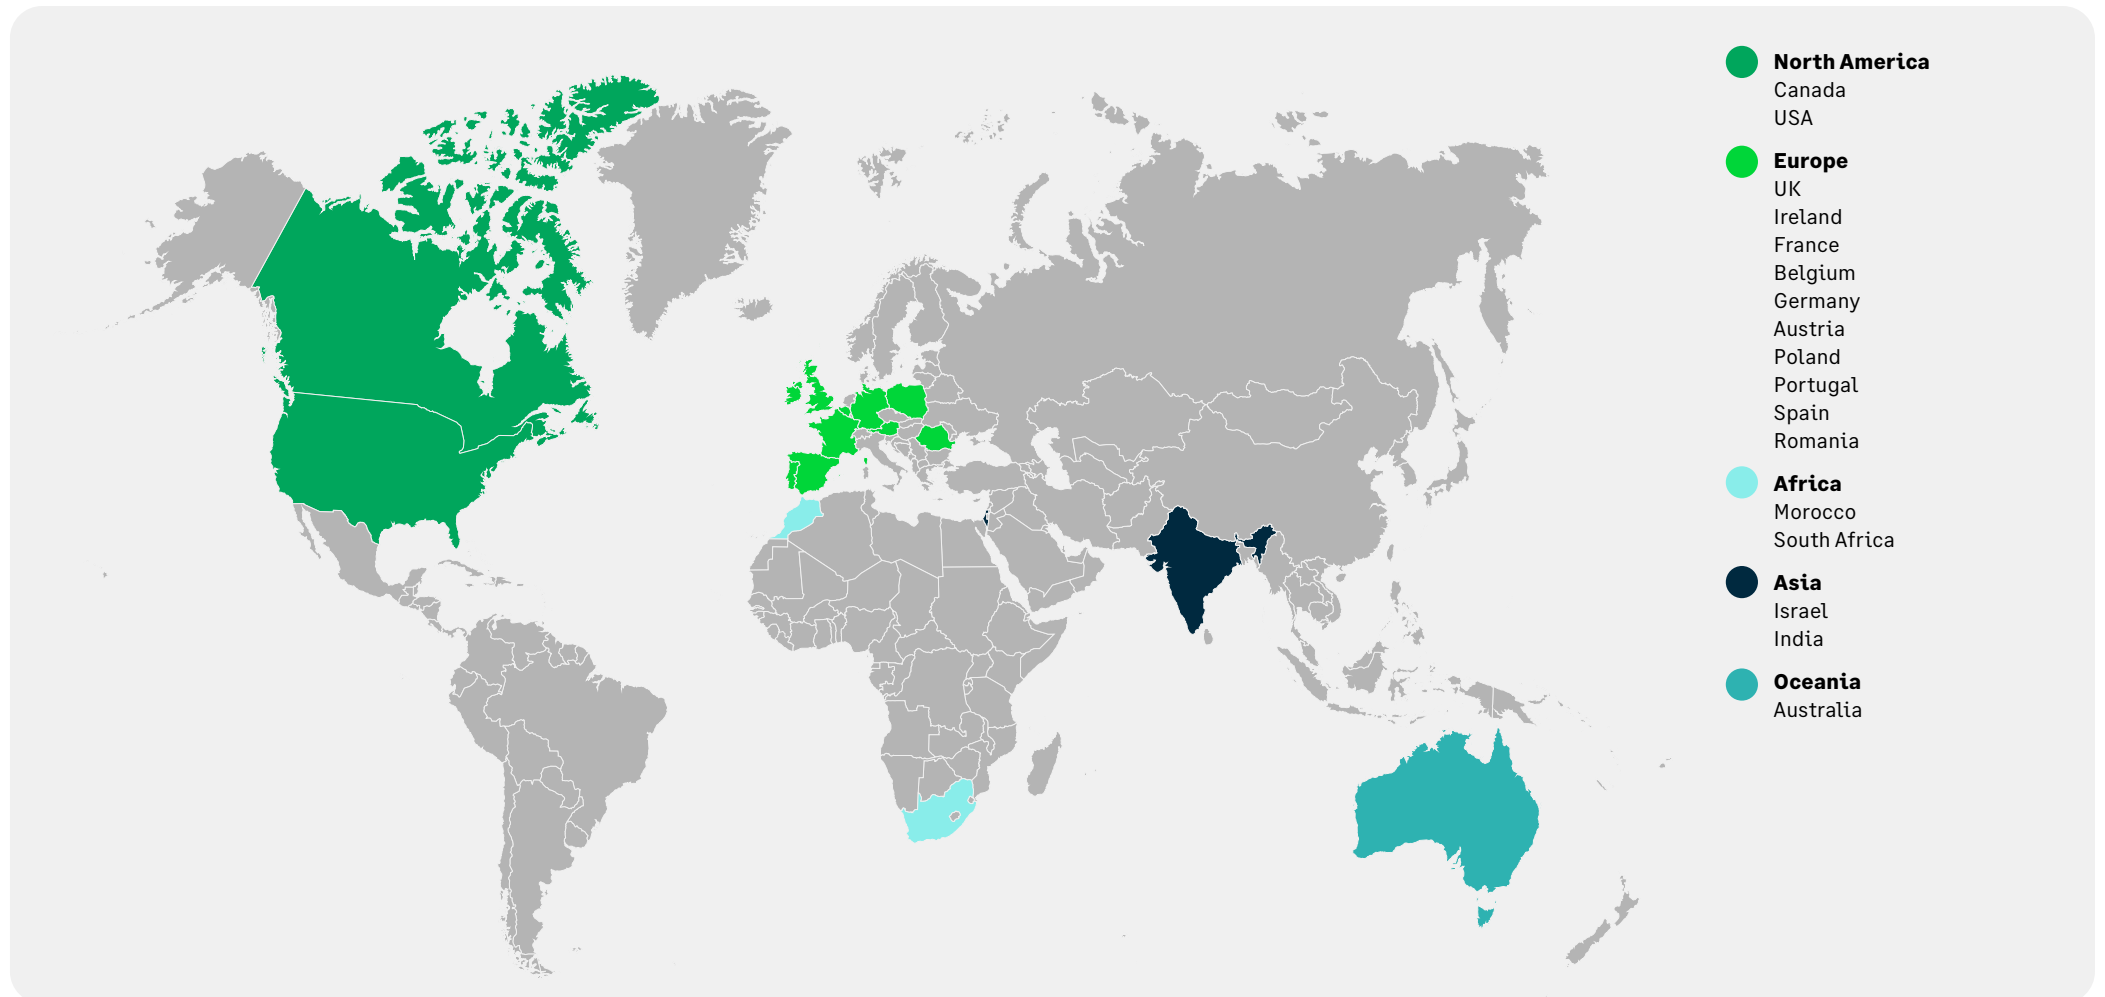 North America
Canada
USA
Europe
UK
Ireland
France
Belgium
Germany
Austria
Poland
Portugal
Spain
Romania
Africa
Morocco
South Africa
Asia
Israel
India
Oceania
Australia